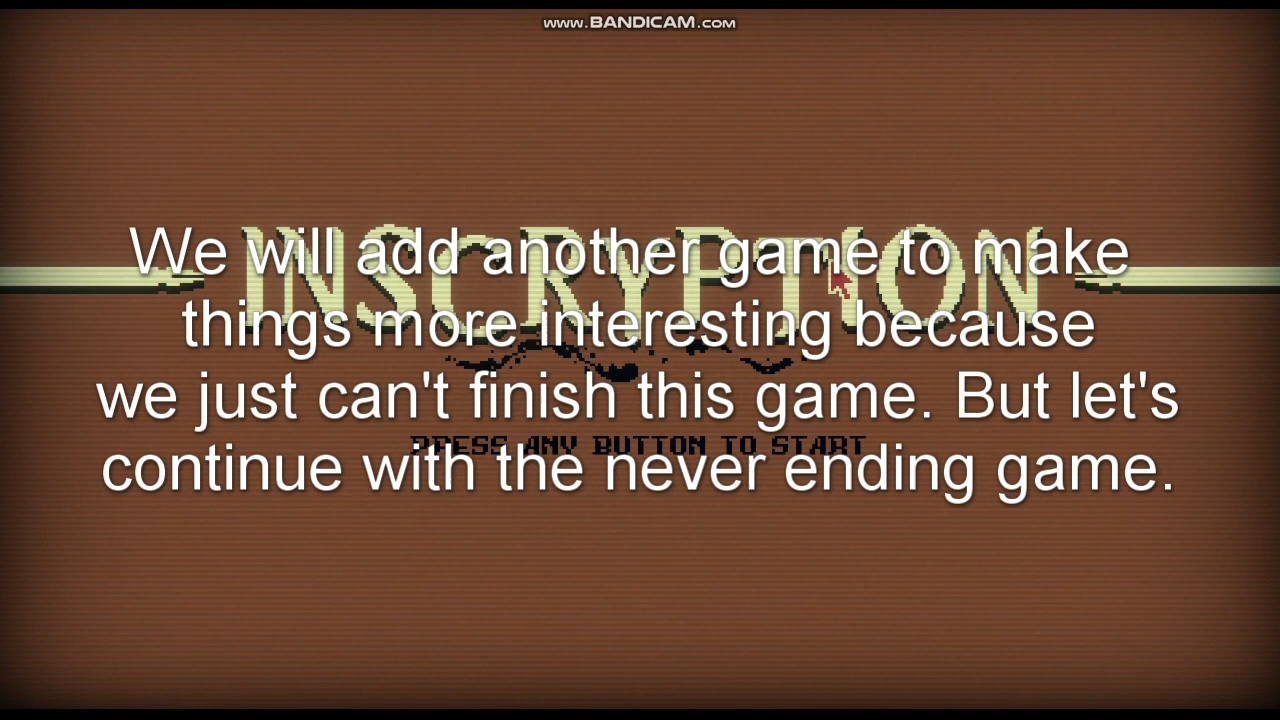 www.BANDICAM.com
INSCRYPTION
We will add another game to make
things more interesting because
we just can't finish this game. But let's
PRESS ANY BUTTON TO START
continue with the never ending game.